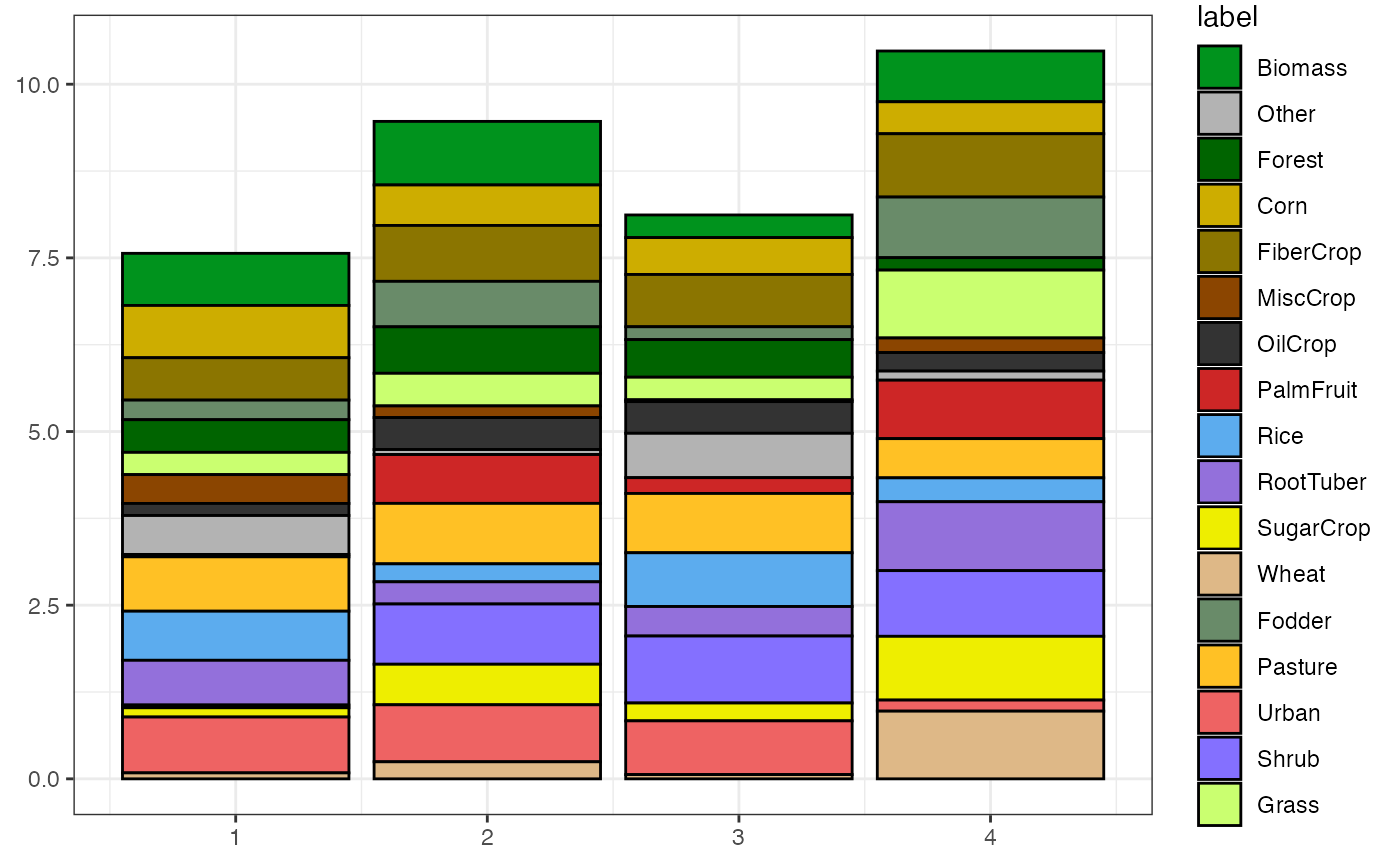 10.0
7.5
5.0
2.5
0.0
1 2 3 4
label
Biomass
Other
Forest
Corn
FiberCrop
MiscCrop
OilCrop
PalmFruit
Rice
RootTuber
SugarCrop
Wheat
Fodder
Pasture
Urban
Shrub
Grass